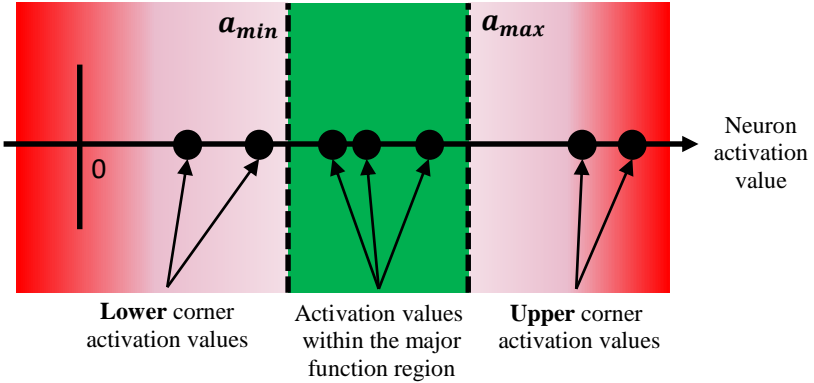 a_min
a_max
0
Neuron
activation
value
Lower corner
activation values
Activation values
within the major
function region
Upper corner
activation values